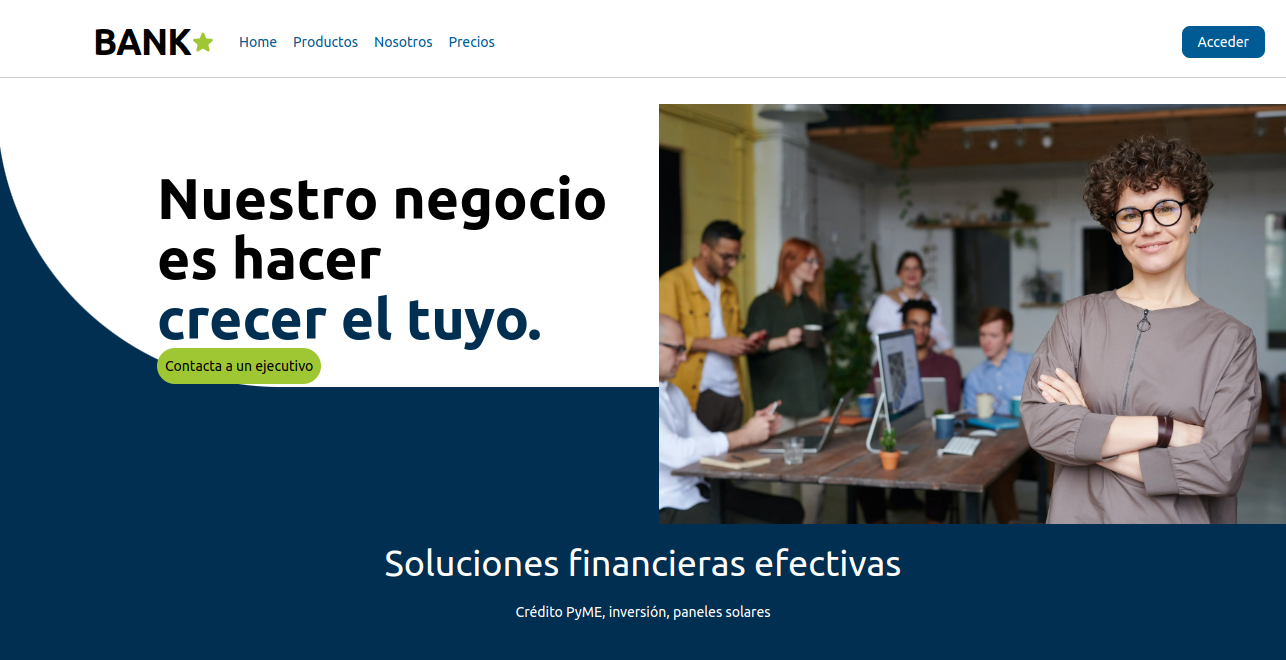 BANK
Home Productos Nosotros Precios
Acceder
Nuestro negocio
es hacer
crecer el tuyo.
Contacta a un ejecutivo
Soluciones financieras efectivas
Crédito PyME, inversión, paneles solares